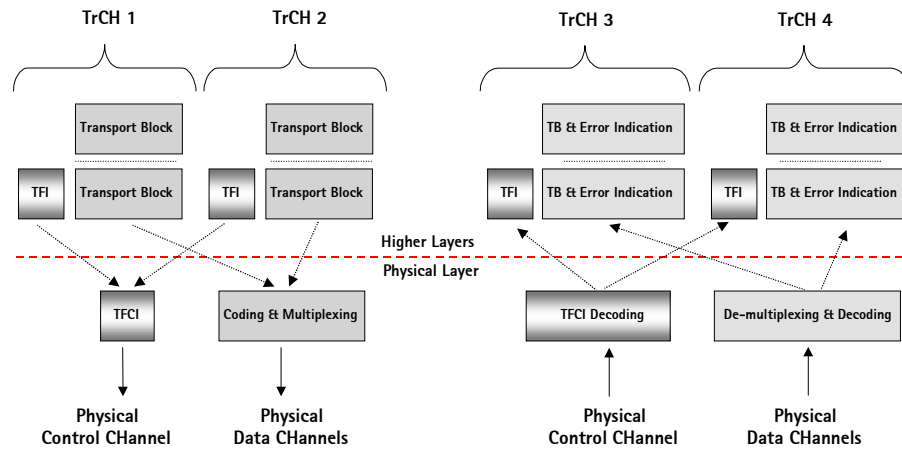 TrCH 1
TrCH 2
TrCH 3
TrCH 4
Transport Block
Transport Block
TB & Error Indication
TB & Error Indication
TFI
Transport Block
TFI
Transport Block
TFI
TB & Error Indication
TFI
TB & Error Indication
Higher Layers
Physical Layer
TFCI
Coding & Multiplexing
TFCI Decoding
De-multiplexing & Decoding
Physical
Control CHannel
Physical
Data CHannels
Physical
Control CHannel
Physical
Data CHannels